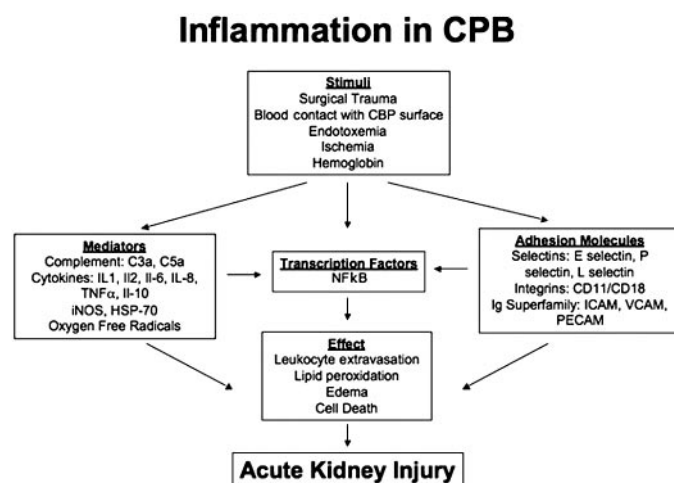 Inflammation in CPB
Stimuli
Surgical Trauma
Blood contact with CBP surface
Endotoxemia
Ischemia
Hemoglobin
Mediators
Complement: C3a, C5a
Cytokines: IL1, Il2, Il-6, IL-8,
TNFα, Il-10
iNOS, HSP-70
Oxygen Free Radicals
Transcription Factors
NFkB
Adhesion Molecules
Selectins: E selectin, P
selectin, L selectin
Integrins: CD11/CD18
Ig Superfamily: ICAM, VCAM,
PECAM
Effect
Leukocyte extravasation
Lipid peroxidation
Edema
Cell Death
Acute Kidney Injury